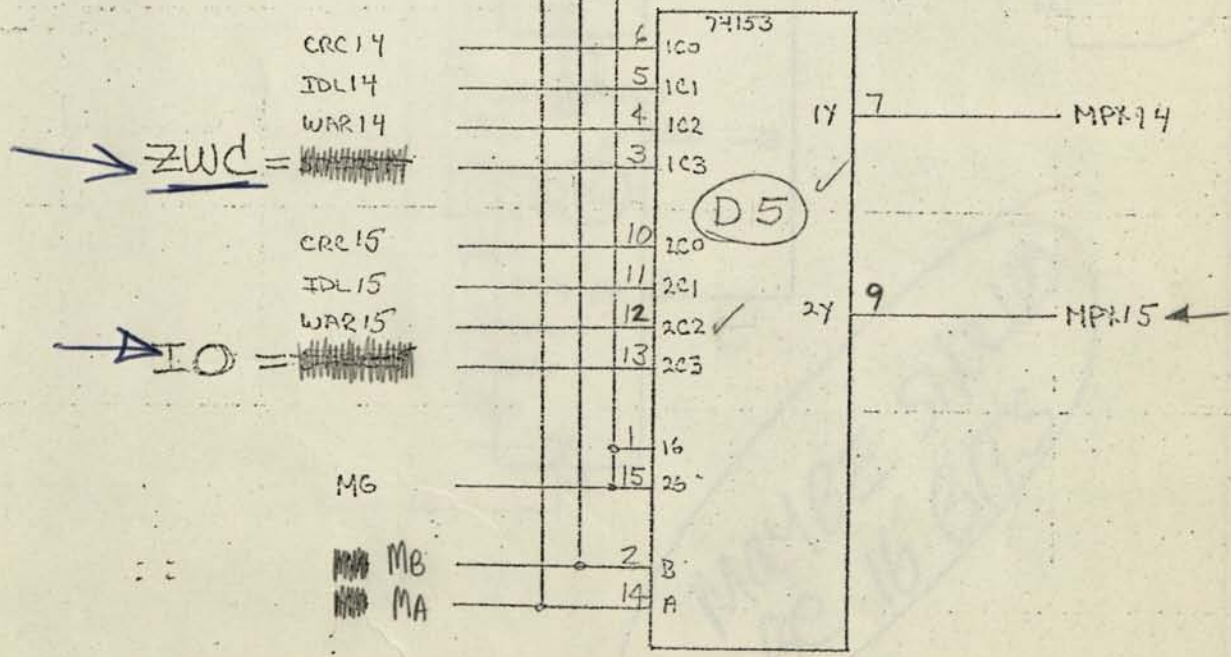 74153
CRC14 6 1C0
IDL14 5 1C1
1Y 7 MPX14
WAR14 4 1C2
ZWC = 3 1C3
D5
CRC15 10 2C0
IDL15 11 2C1
2Y 9 MPX15
WAR15 12 2C2
IO = 13 2C3
1 1G
MG 15 2G
MB 2 B
MA 14 A